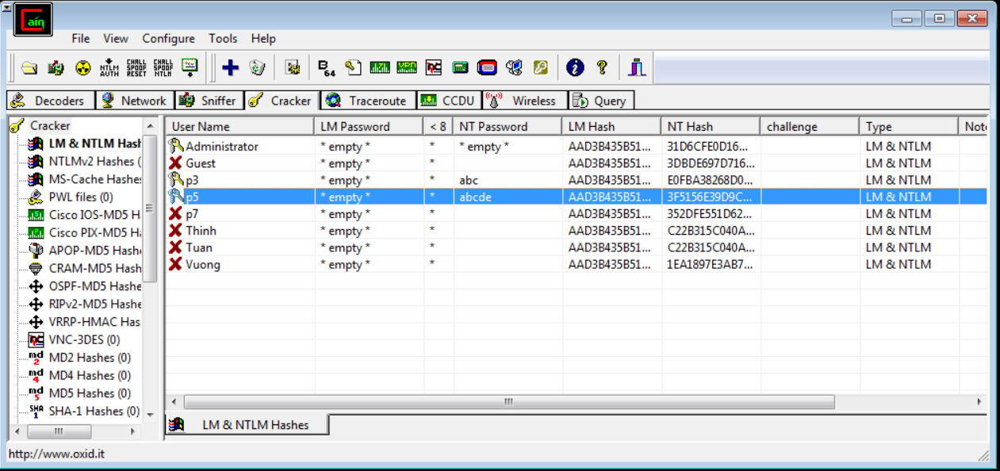 Cain
File View Configure Tools Help
NTLM AUTH CHALL SPOOF RESET CHALL SPOOF NTLM B64
Decoders Network Sniffer Cracker Traceroute CCDU Wireless Query
Cracker
LM & NTLM Hash
NTLMv2 Hashes (
MS-Cache Hashes
PWL files (0)
Cisco IOS-MD5 H
Cisco PIX-MD5 Ha
APOP-MD5 Hash
CRAM-MD5 Hash
OSPF-MD5 Hashe
RIPv2-MD5 Hashe
VRRP-HMAC Has
VNC-3DES (0)
MD2 Hashes (0)
MD4 Hashes (0)
MD5 Hashes (0)
SHA-1 Hashes (0)
User Name LM Password < 8 NT Password LM Hash NT Hash challenge Type Note
Administrator * empty * * * empty * AAD3B435B51... 31D6CFE0D16... LM & NTLM
Guest * empty * * AAD3B435B51... 3DBDE697D716... LM & NTLM
p3 * empty * * abc AAD3B435B51... E0FBA38268D0... LM & NTLM
p5 * empty * * abcde AAD3B435B51... 3F5156E39D9C... LM & NTLM
p7 * empty * * AAD3B435B51... 352DFE551D62... LM & NTLM
Thinh * empty * * AAD3B435B51... C22B315C040A... LM & NTLM
Tuan * empty * * AAD3B435B51... C22B315C040A... LM & NTLM
Vuong * empty * * AAD3B435B51... 1EA1897E3AB7... LM & NTLM
LM & NTLM Hashes
http://www.oxid.it